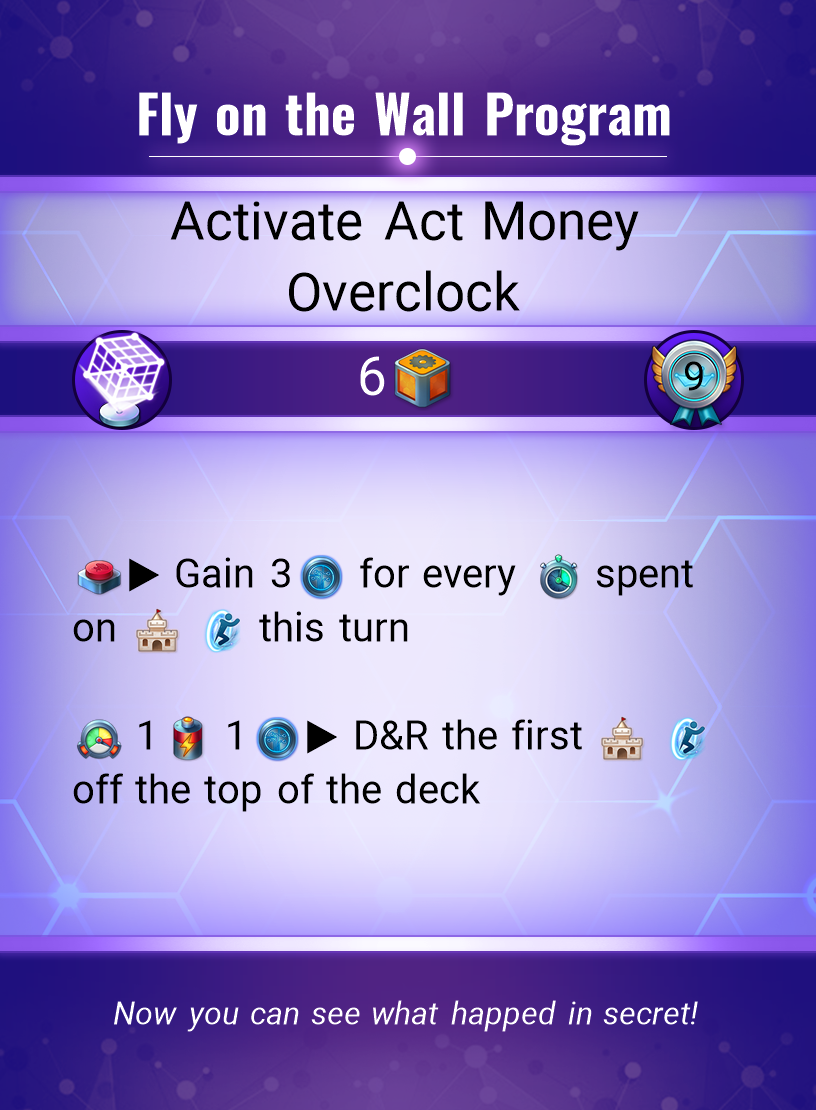 Fly on the Wall Program
Activate Act Money
Overclock
6
9
Gain 3 for every spent
on this turn
1 1 D&R the first
off the top of the deck
Now you can see what happed in secret!